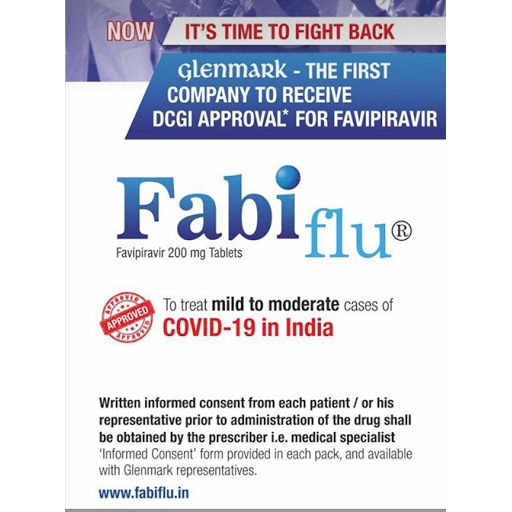 NOW IT'S TIME TO FIGHT BACK
glenmark - THE FIRST
COMPANY TO RECEIVE
DCGI APPROVAL* FOR FAVIPIRAVIR
Fabiflu®
Favipiravir 200 mg Tablets
APPROVED
APPROVED
APPROVED
To treat mild to moderate cases of
COVID-19 in India
Written informed consent from each patient / or his
representative prior to administration of the drug shall
be obtained by the prescriber i.e. medical specialist
'Informed Consent' form provided in each pack, and available
with Glenmark representatives.
www.fabiflu.in